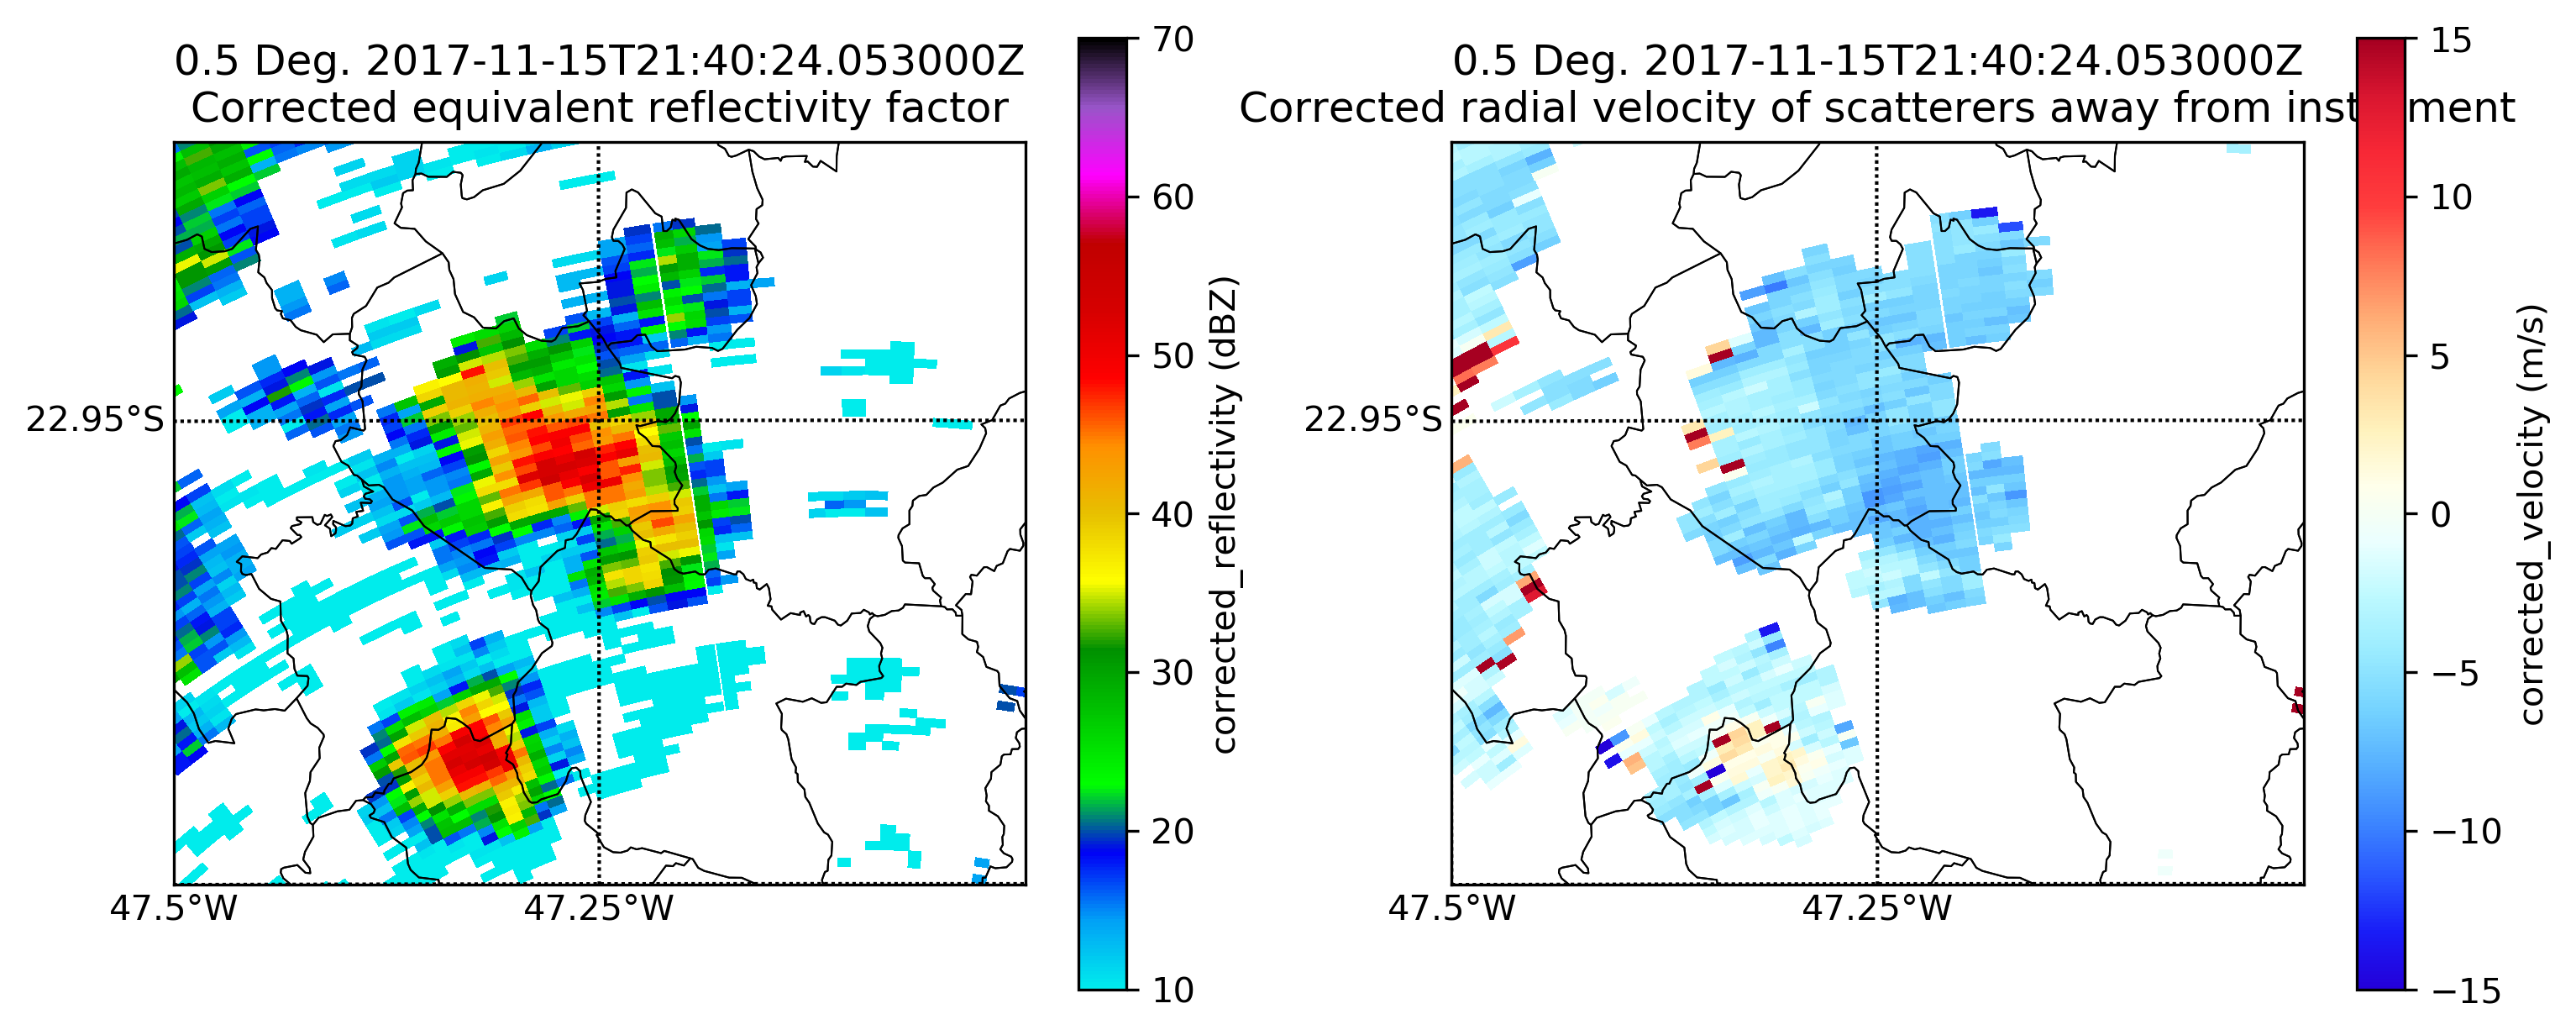 0.5 Deg. 2017-11-15T21:40:24.053000Z
Corrected equivalent reflectivity factor
22.95°S
47.5°W
47.25°W
70
60
50
40
30
20
10
corrected_reflectivity (dBZ)
0.5 Deg. 2017-11-15T21:40:24.053000Z
Corrected radial velocity of scatterers away from inst ment
22.95°S
47.5°W
47.25°W
15
10
5
0
−5
−10
−15
corrected_velocity (m/s)